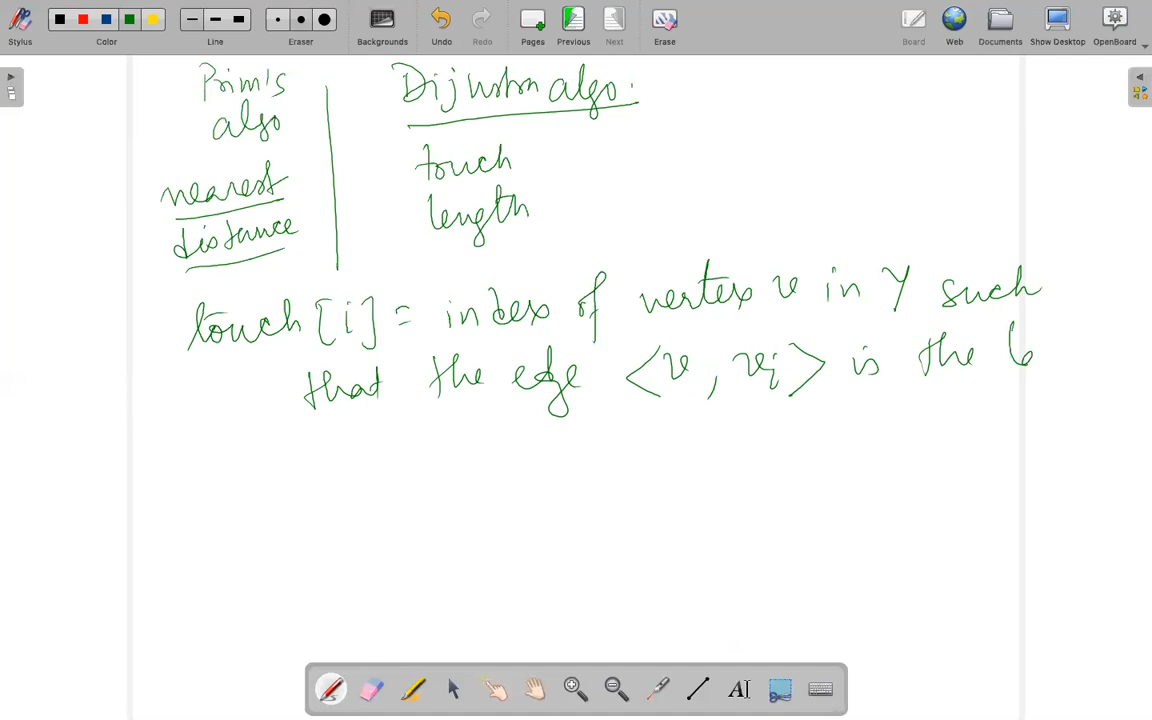 Stylus Color Line Eraser Backgrounds Undo Redo Pages Previous Next Erase Board Web Documents Show Desktop OpenBoard
Prim's
algo
nearest
distance
Dijustra algo.
touch
length
touch [i] = index of vertex v in Y such
that the edge <v, vi> is the